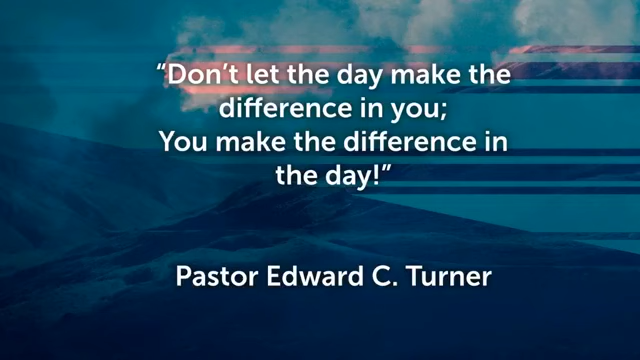 “Don’t let the day make the
difference in you;
You make the difference in
the day!”
Pastor Edward C. Turner